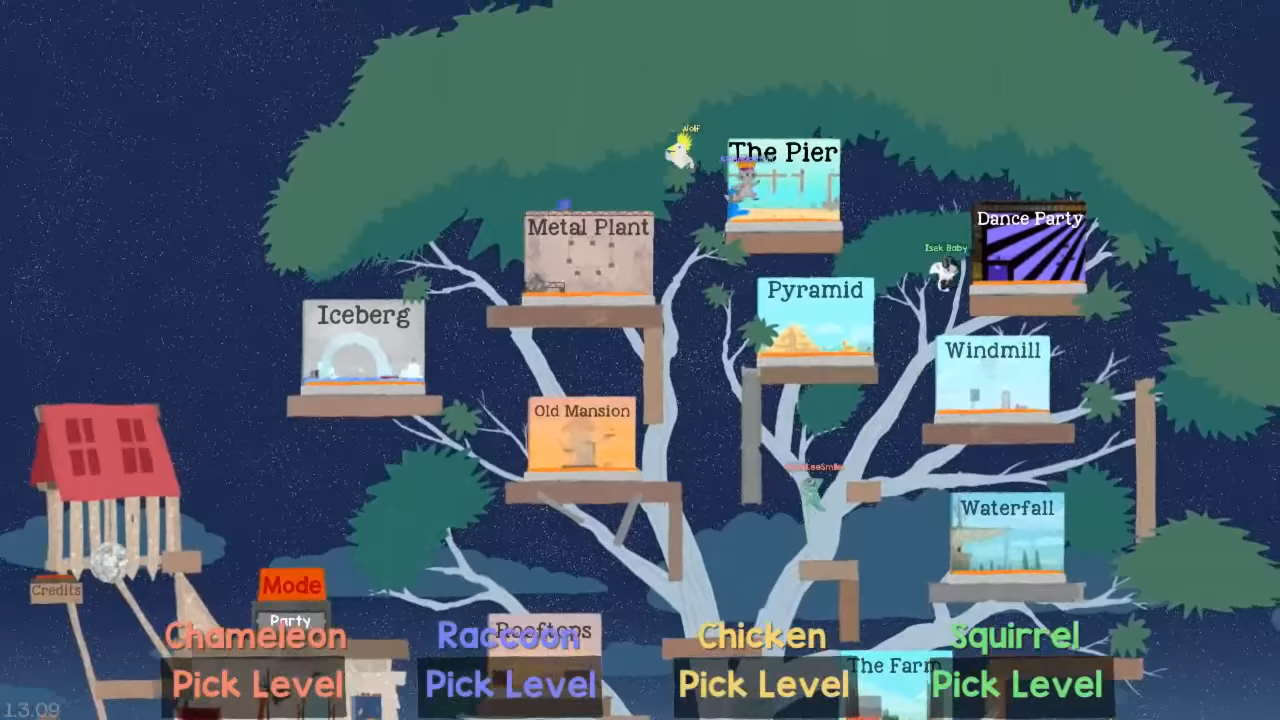 Wolf
The Pier
Dance Party
Metal Plant
Isek Baby
Pyramid
Iceberg
Windmill
Old Mansion
Waterfall
Mode
Credits
Party
Rooftops
The Farm
Chameleon
Raccoon
Chicken
Squirrel
Pick Level
Pick Level
Pick Level
Pick Level
1.3.09